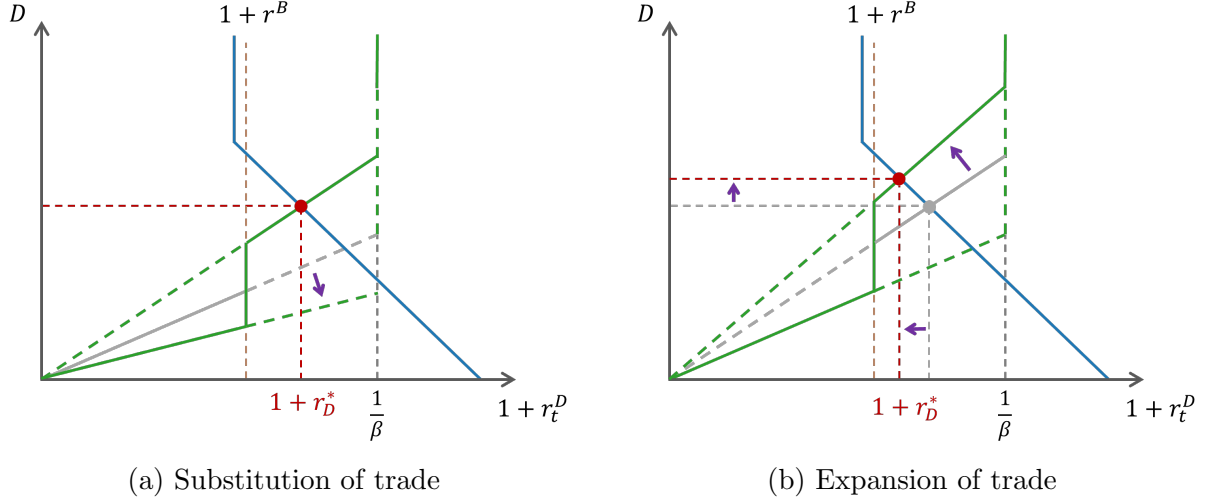 D
1 + r^B
1 + r_D^*
1/β
1 + r_t^D
(a) Substitution of trade
D
1 + r^B
1 + r_D^*
1/β
1 + r_t^D
(b) Expansion of trade